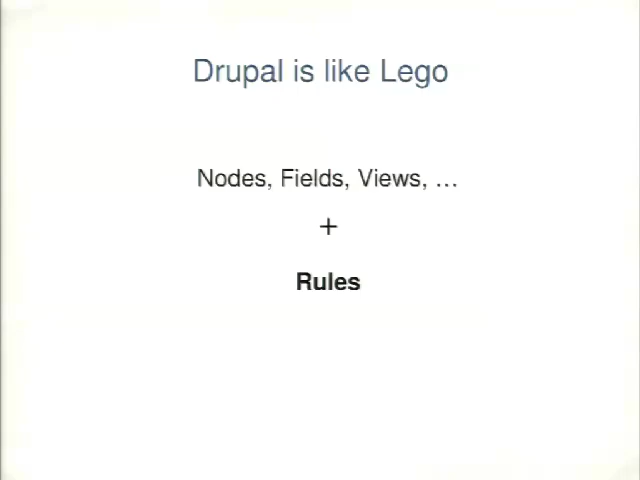 Drupal is like Lego
Nodes, Fields, Views, …
+
Rules